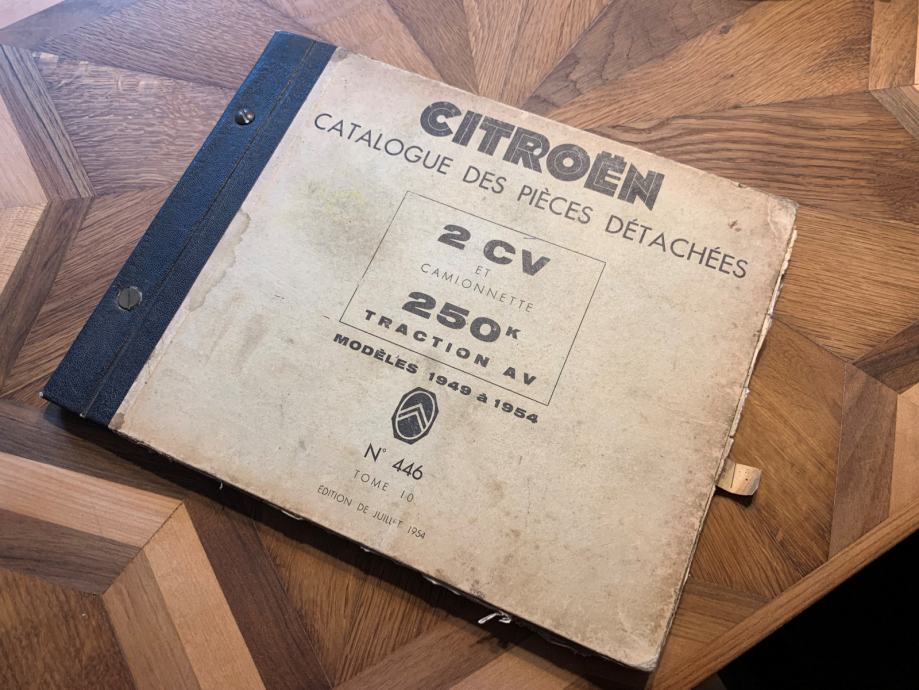 CITROËN
CATALOGUE DES PIÈCES DÉTACHÉES
2 CV
ET
CAMIONNETTE
250K
TRACTION AV
MODÈLES 1949 à 1954
N° 446
TOME 10
ÉDITION DE JUILLET 1954